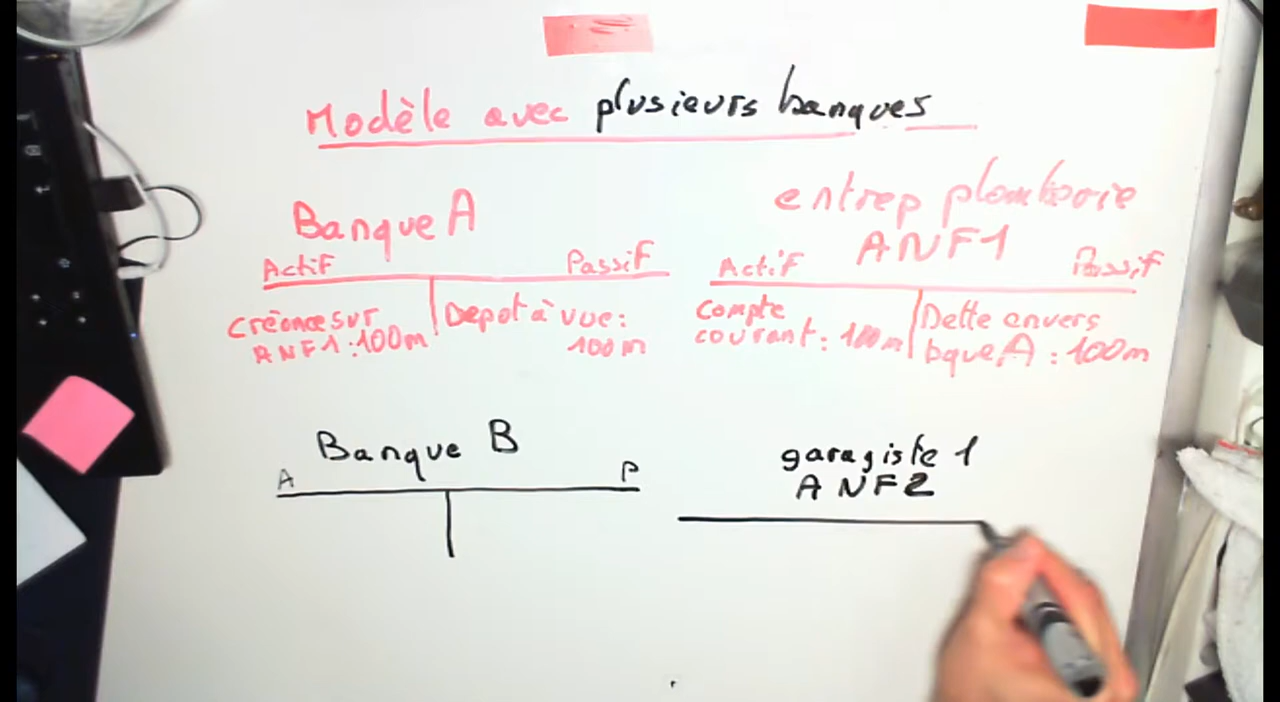 Modèle avec plusieurs banques
Banque A
Actif Passif
Créance sur
ANF1 : 100m
Depot à vue :
100m
entrep plomberie
ANF1
Actif Passif
Compte
courant : 100m
Dette envers
bque A : 100m
Banque B
A P
garagiste 1
ANF2